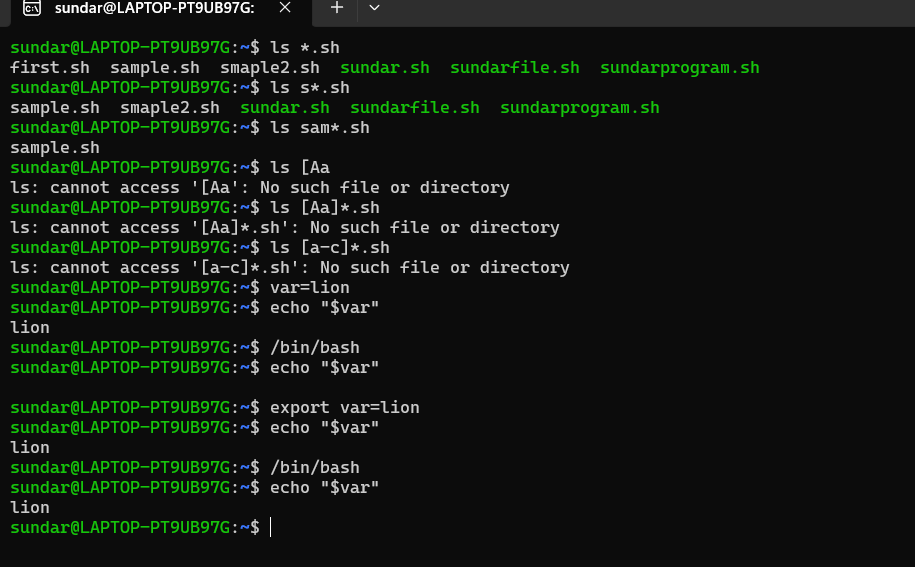 sundar@LAPTOP-PT9UB97G:
sundar@LAPTOP-PT9UB97G:~$ ls *.sh
first.sh  sample.sh  smaple2.sh  sundar.sh  sundarfile.sh  sundarprogram.sh
sundar@LAPTOP-PT9UB97G:~$ ls s*.sh
sample.sh  smaple2.sh  sundar.sh  sundarfile.sh  sundarprogram.sh
sundar@LAPTOP-PT9UB97G:~$ ls sam*.sh
sample.sh
sundar@LAPTOP-PT9UB97G:~$ ls [Aa
ls: cannot access '[Aa': No such file or directory
sundar@LAPTOP-PT9UB97G:~$ ls [Aa]*.sh
ls: cannot access '[Aa]*.sh': No such file or directory
sundar@LAPTOP-PT9UB97G:~$ ls [a-c]*.sh
ls: cannot access '[a-c]*.sh': No such file or directory
sundar@LAPTOP-PT9UB97G:~$ var=lion
sundar@LAPTOP-PT9UB97G:~$ echo "$var"
lion
sundar@LAPTOP-PT9UB97G:~$ /bin/bash
sundar@LAPTOP-PT9UB97G:~$ echo "$var"

sundar@LAPTOP-PT9UB97G:~$ export var=lion
sundar@LAPTOP-PT9UB97G:~$ echo "$var"
lion
sundar@LAPTOP-PT9UB97G:~$ /bin/bash
sundar@LAPTOP-PT9UB97G:~$ echo "$var"
lion
sundar@LAPTOP-PT9UB97G:~$